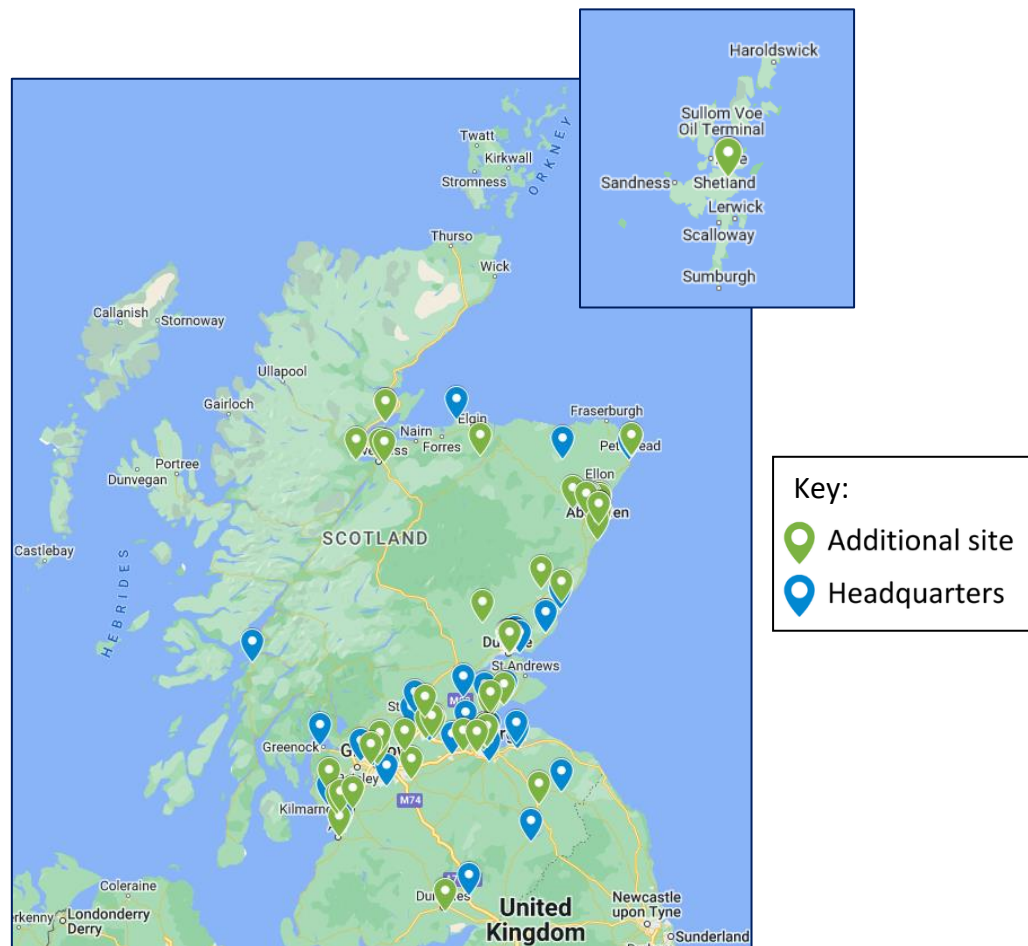 Haroldswick
Sullom Voe
Oil Terminal
Sandness
Shetland
Lerwick
Scalloway
Sumburgh
Twatt
Kirkwall
Stromness
ORKNEY
Thurso
Wick
Callanish
Stornoway
Ullapool
Gairloch
Elgin
Fraserburgh
Nairn
Forres
Portree
Dunvegan
Ellon
SCOTLAND
Castlebay
HEBRIDES
St Andrews
Greenock
M74
Coleraine
Londonderry
Derry
United
Kingdom
Newcastle
upon Tyne
Sunderland
Key:
Additional site
Headquarters